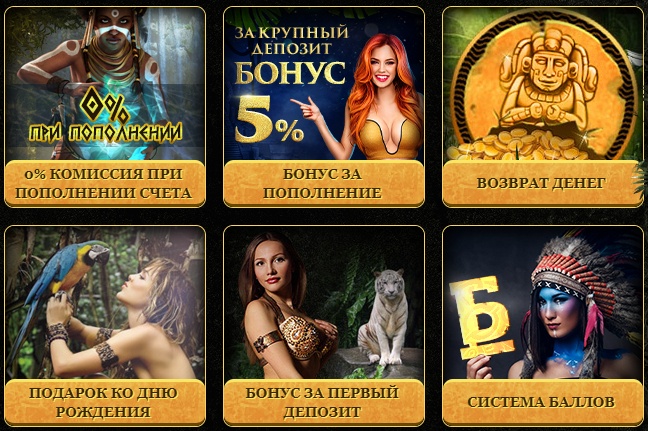 0%
ПРИ ПОПОЛНЕНИИ
0% КОМИССИЯ ПРИ
ПОПОЛНЕНИИ СЧЕТА
ЗА КРУПНЫЙ
ДЕПОЗИТ
БОНУС
5%
БОНУС ЗА
ПОПОЛНЕНИЕ
ВОЗВРАТ ДЕНЕГ
ПОДАРОК КО ДНЮ
РОЖДЕНИЯ
БОНУС ЗА ПЕРВЫЙ
ДЕПОЗИТ
Б
СИСТЕМА БАЛЛОВ